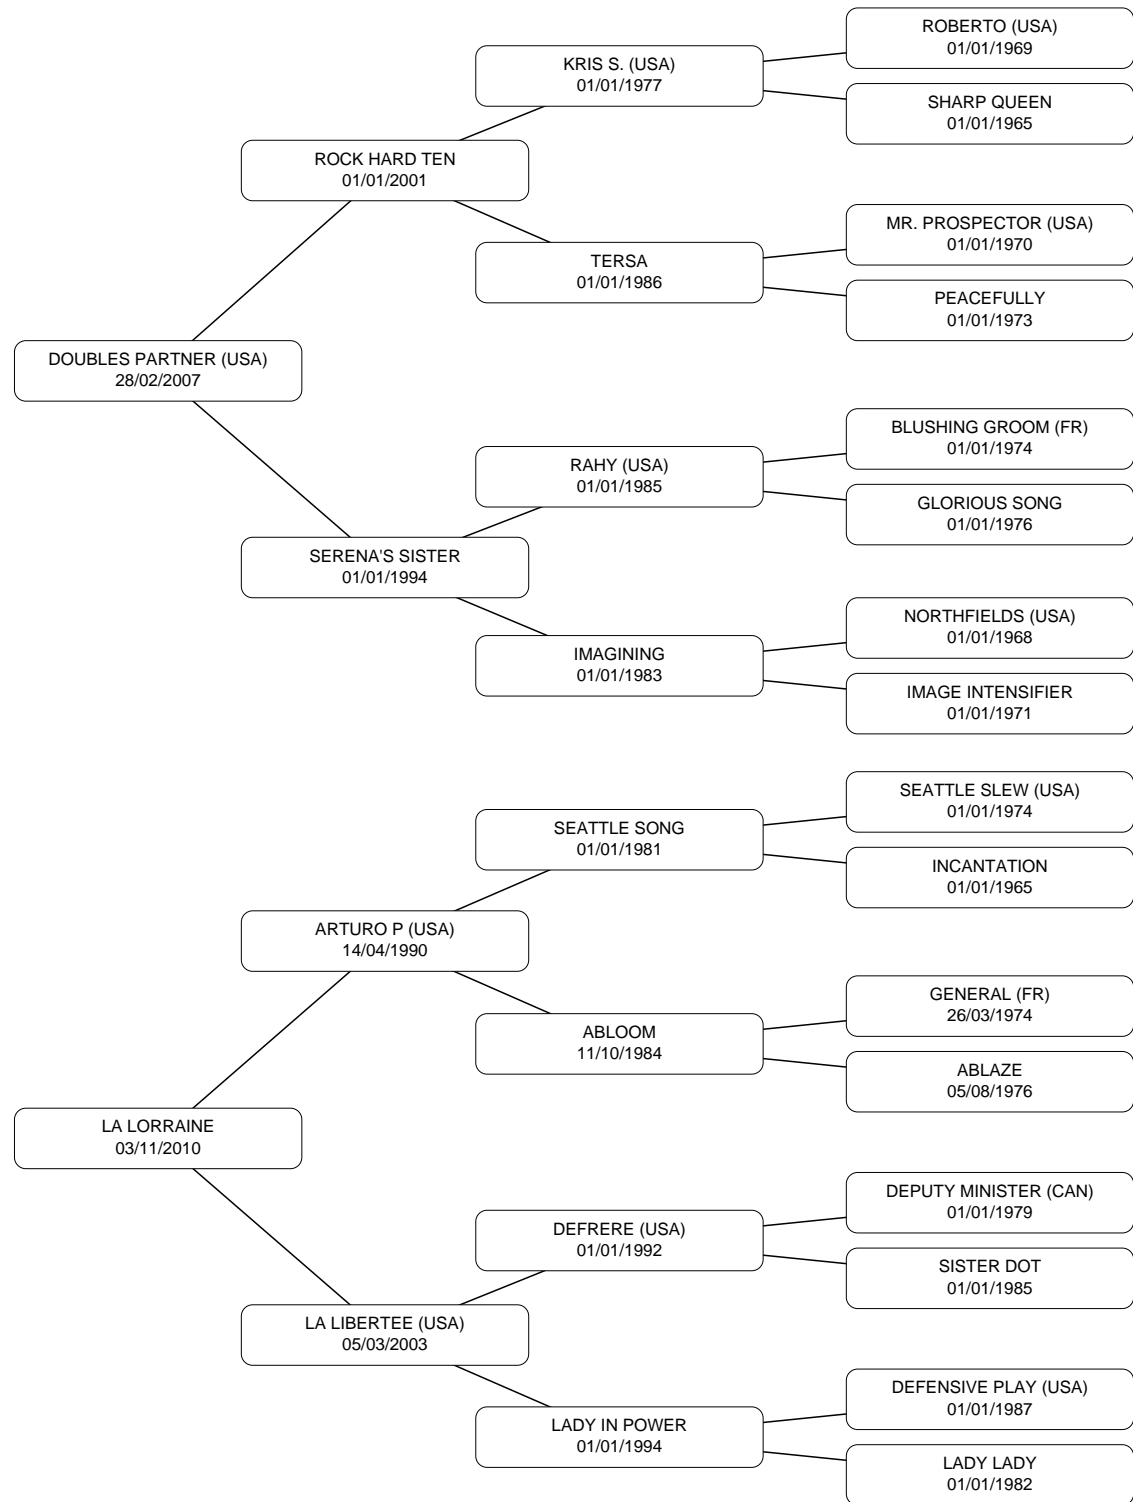 ROBERTO (USA)
01/01/1969
KRIS S. (USA)
01/01/1977
SHARP QUEEN
01/01/1965
ROCK HARD TEN
01/01/2001
MR. PROSPECTOR (USA)
01/01/1970
TERSA
01/01/1986
PEACEFULLY
01/01/1973
DOUBLES PARTNER (USA)
28/02/2007
BLUSHING GROOM (FR)
01/01/1974
RAHY (USA)
01/01/1985
GLORIOUS SONG
01/01/1976
SERENA'S SISTER
01/01/1994
NORTHFIELDS (USA)
01/01/1968
IMAGINING
01/01/1983
IMAGE INTENSIFIER
01/01/1971
SEATTLE SLEW (USA)
01/01/1974
SEATTLE SONG
01/01/1981
INCANTATION
01/01/1965
ARTURO P (USA)
14/04/1990
GENERAL (FR)
26/03/1974
ABLOOM
11/10/1984
ABLAZE
05/08/1976
LA LORRAINE
03/11/2010
DEPUTY MINISTER (CAN)
01/01/1979
DEFRERE (USA)
01/01/1992
SISTER DOT
01/01/1985
LA LIBERTEE (USA)
05/03/2003
DEFENSIVE PLAY (USA)
01/01/1987
LADY IN POWER
01/01/1994
LADY LADY
01/01/1982